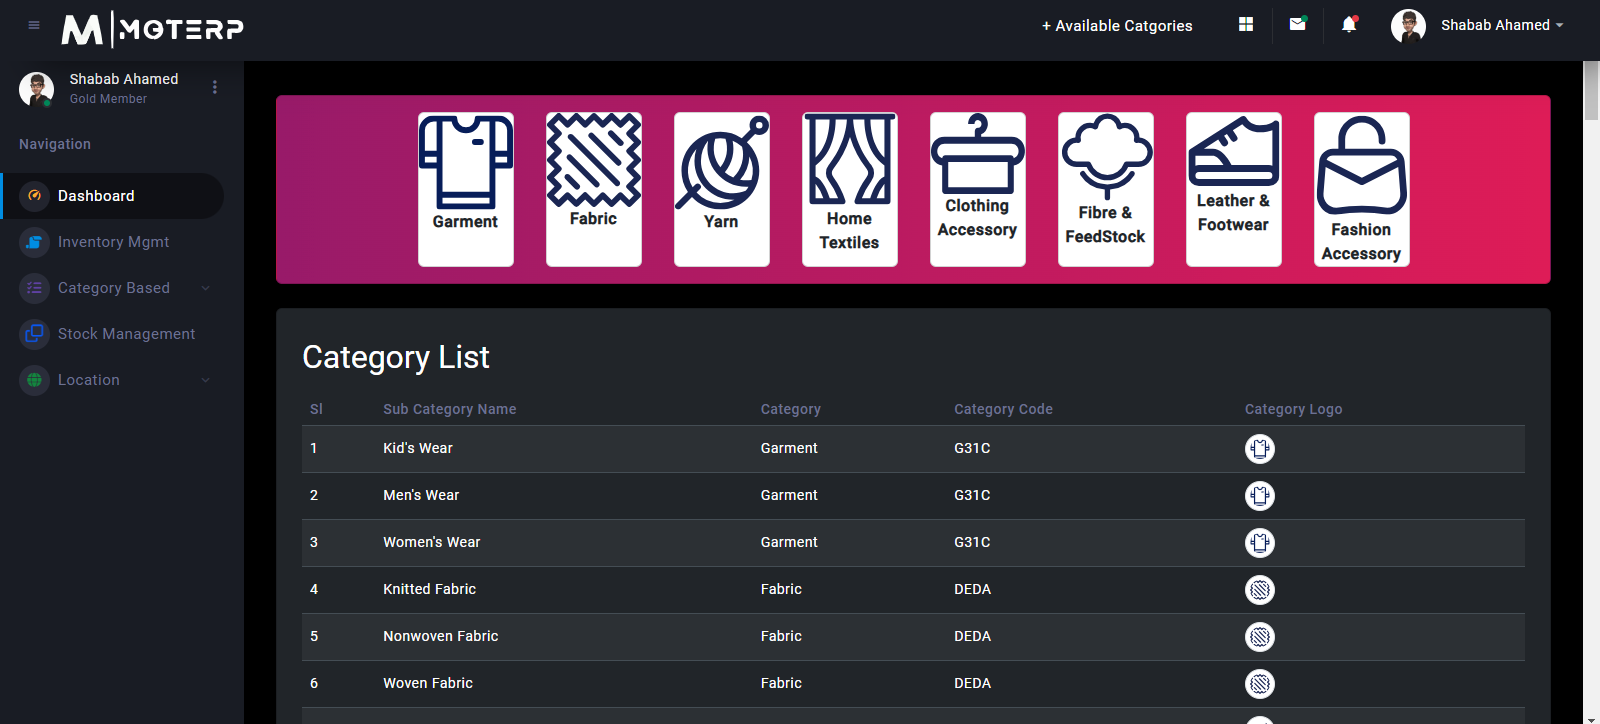 M|MGTERP
+ Available Catgories
Shabab Ahamed
Shabab Ahamed
Gold Member
Navigation
Dashboard
Inventory Mgmt
Category Based
Stock Management
Location
Garment
Fabric
Yarn
Home
Textiles
Clothing
Accessory
Fibre &
FeedStock
Leather &
Footwear
Fashion
Accessory
Category List
Sl Sub Category Name Category Category Code Category Logo
1 Kid's Wear Garment G31C
2 Men's Wear Garment G31C
3 Women's Wear Garment G31C
4 Knitted Fabric Fabric DEDA
5 Nonwoven Fabric Fabric DEDA
6 Woven Fabric Fabric DEDA